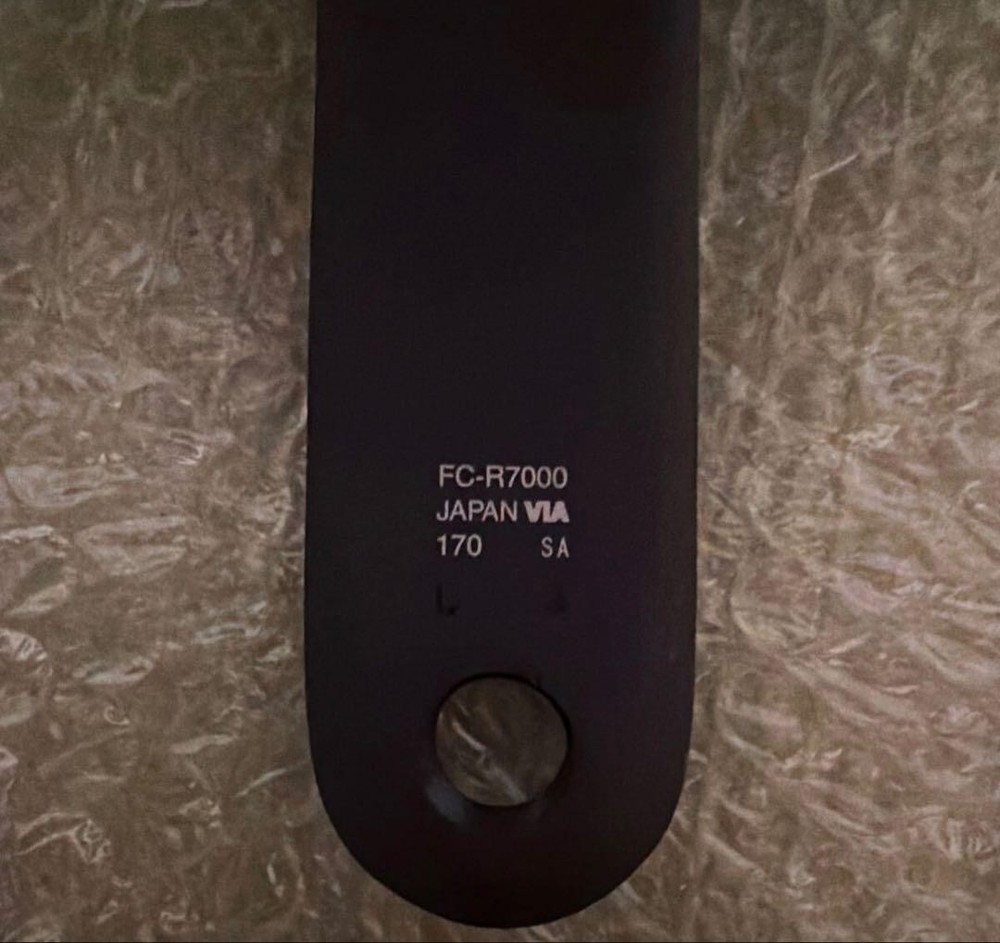 FC-R7000
JAPAN VIA
170 SA
L